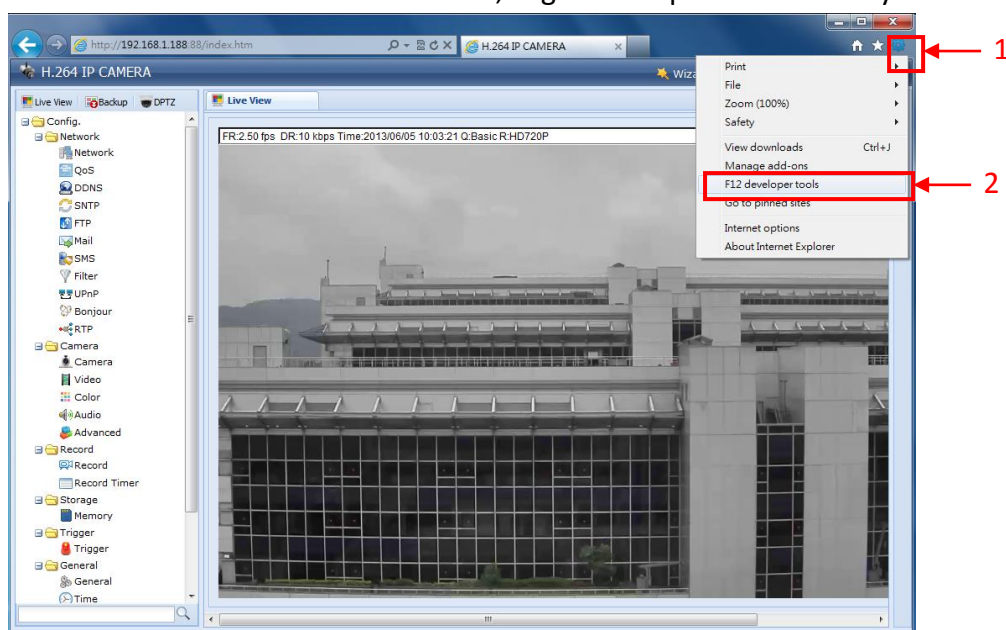 http://192.168.1.188:88/index.htm
H.264 IP CAMERA
1
H.264 IP CAMERA
Live View
Backup
DPTZ
Live View
FR:2.50 fps DR:10 kbps Time:2013/06/05 10:03:21 Q:Basic R:HD720P
Config.
Network
Network
QoS
DDNS
SNTP
FTP
Mail
SMS
Filter
UPnP
Bonjour
RTP
Camera
Camera
Video
Color
Audio
Advanced
Record
Record
Record Timer
Storage
Memory
Trigger
Trigger
General
General
Time
Print
File
Zoom (100%)
Safety
View downloads Ctrl+J
Manage add-ons
F12 developer tools
2
Go to pinned sites
Internet options
About Internet Explorer